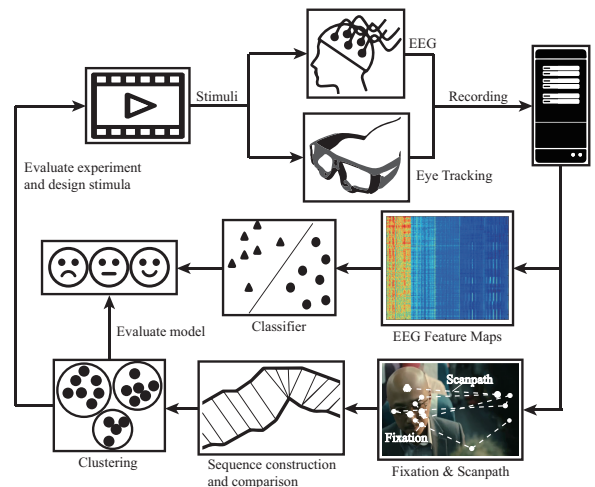 EEG
Stimuli
Recording
Eye Tracking
Evaluate experiment
and design stimula
Classifier
EEG Feature Maps
Evaluate model
Scanpath
Fixation
Clustering
Sequence construction
and comparison
Fixation & Scanpath